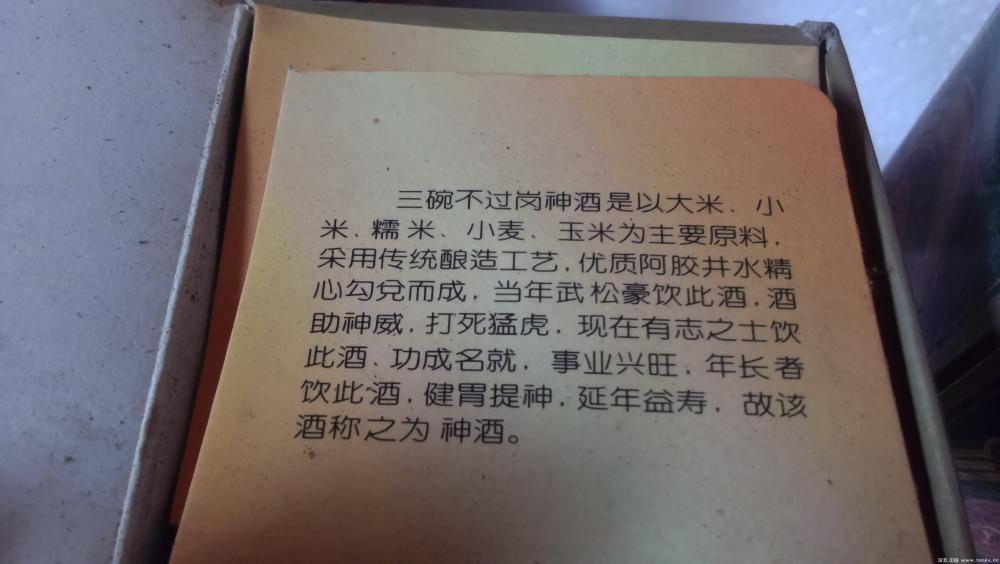 三碗不过岗神酒是以大米、小
米、糯米、小麦、玉米为主要原料,
采用传统酿造工艺,优质阿胶井水精
心勾兑而成,当年武松豪饮此酒,酒
助神威,打死猛虎,现在有志之士饮
此酒、功成名就,事业兴旺,年长者
饮此酒,健胃提神,延年益寿,故该
酒称之为神酒。